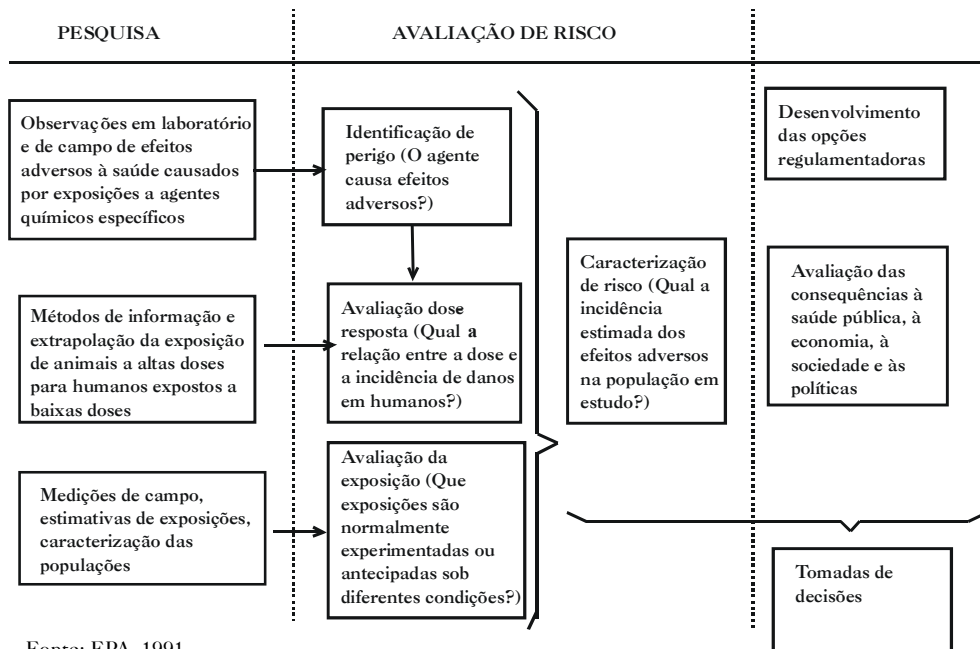 PESQUISA
AVALIAÇÃO DE RISCO
Observações em laboratório
e de campo de efeitos
adversos à saúde causados
por exposições a agentes
químicos específicos
Identificação de
perigo (O agente
causa efeitos
adversos?)
Desenvolvimento
das opções
regulamentadoras
Métodos de informação e
extrapolação da exposição
de animais a altas doses
para humanos expostos a
baixas doses
Avaliação dose
resposta (Qual a
relação entre a dose e
a incidência de danos
em humanos?)
Caracterização
de risco (Qual a
incidência
estimada dos
efeitos adversos
na população em
estudo?)
Avaliação das
consequências à
saúde pública, à
economia, à
sociedade e às
políticas
Medições de campo,
estimativas de exposições,
caracterização das
populações
Avaliação da
exposição (Que
exposições são
normalmente
experimentadas ou
antecipadas sob
diferentes condições?)
Tomadas de
decisões
Fonte: EPA, 1991